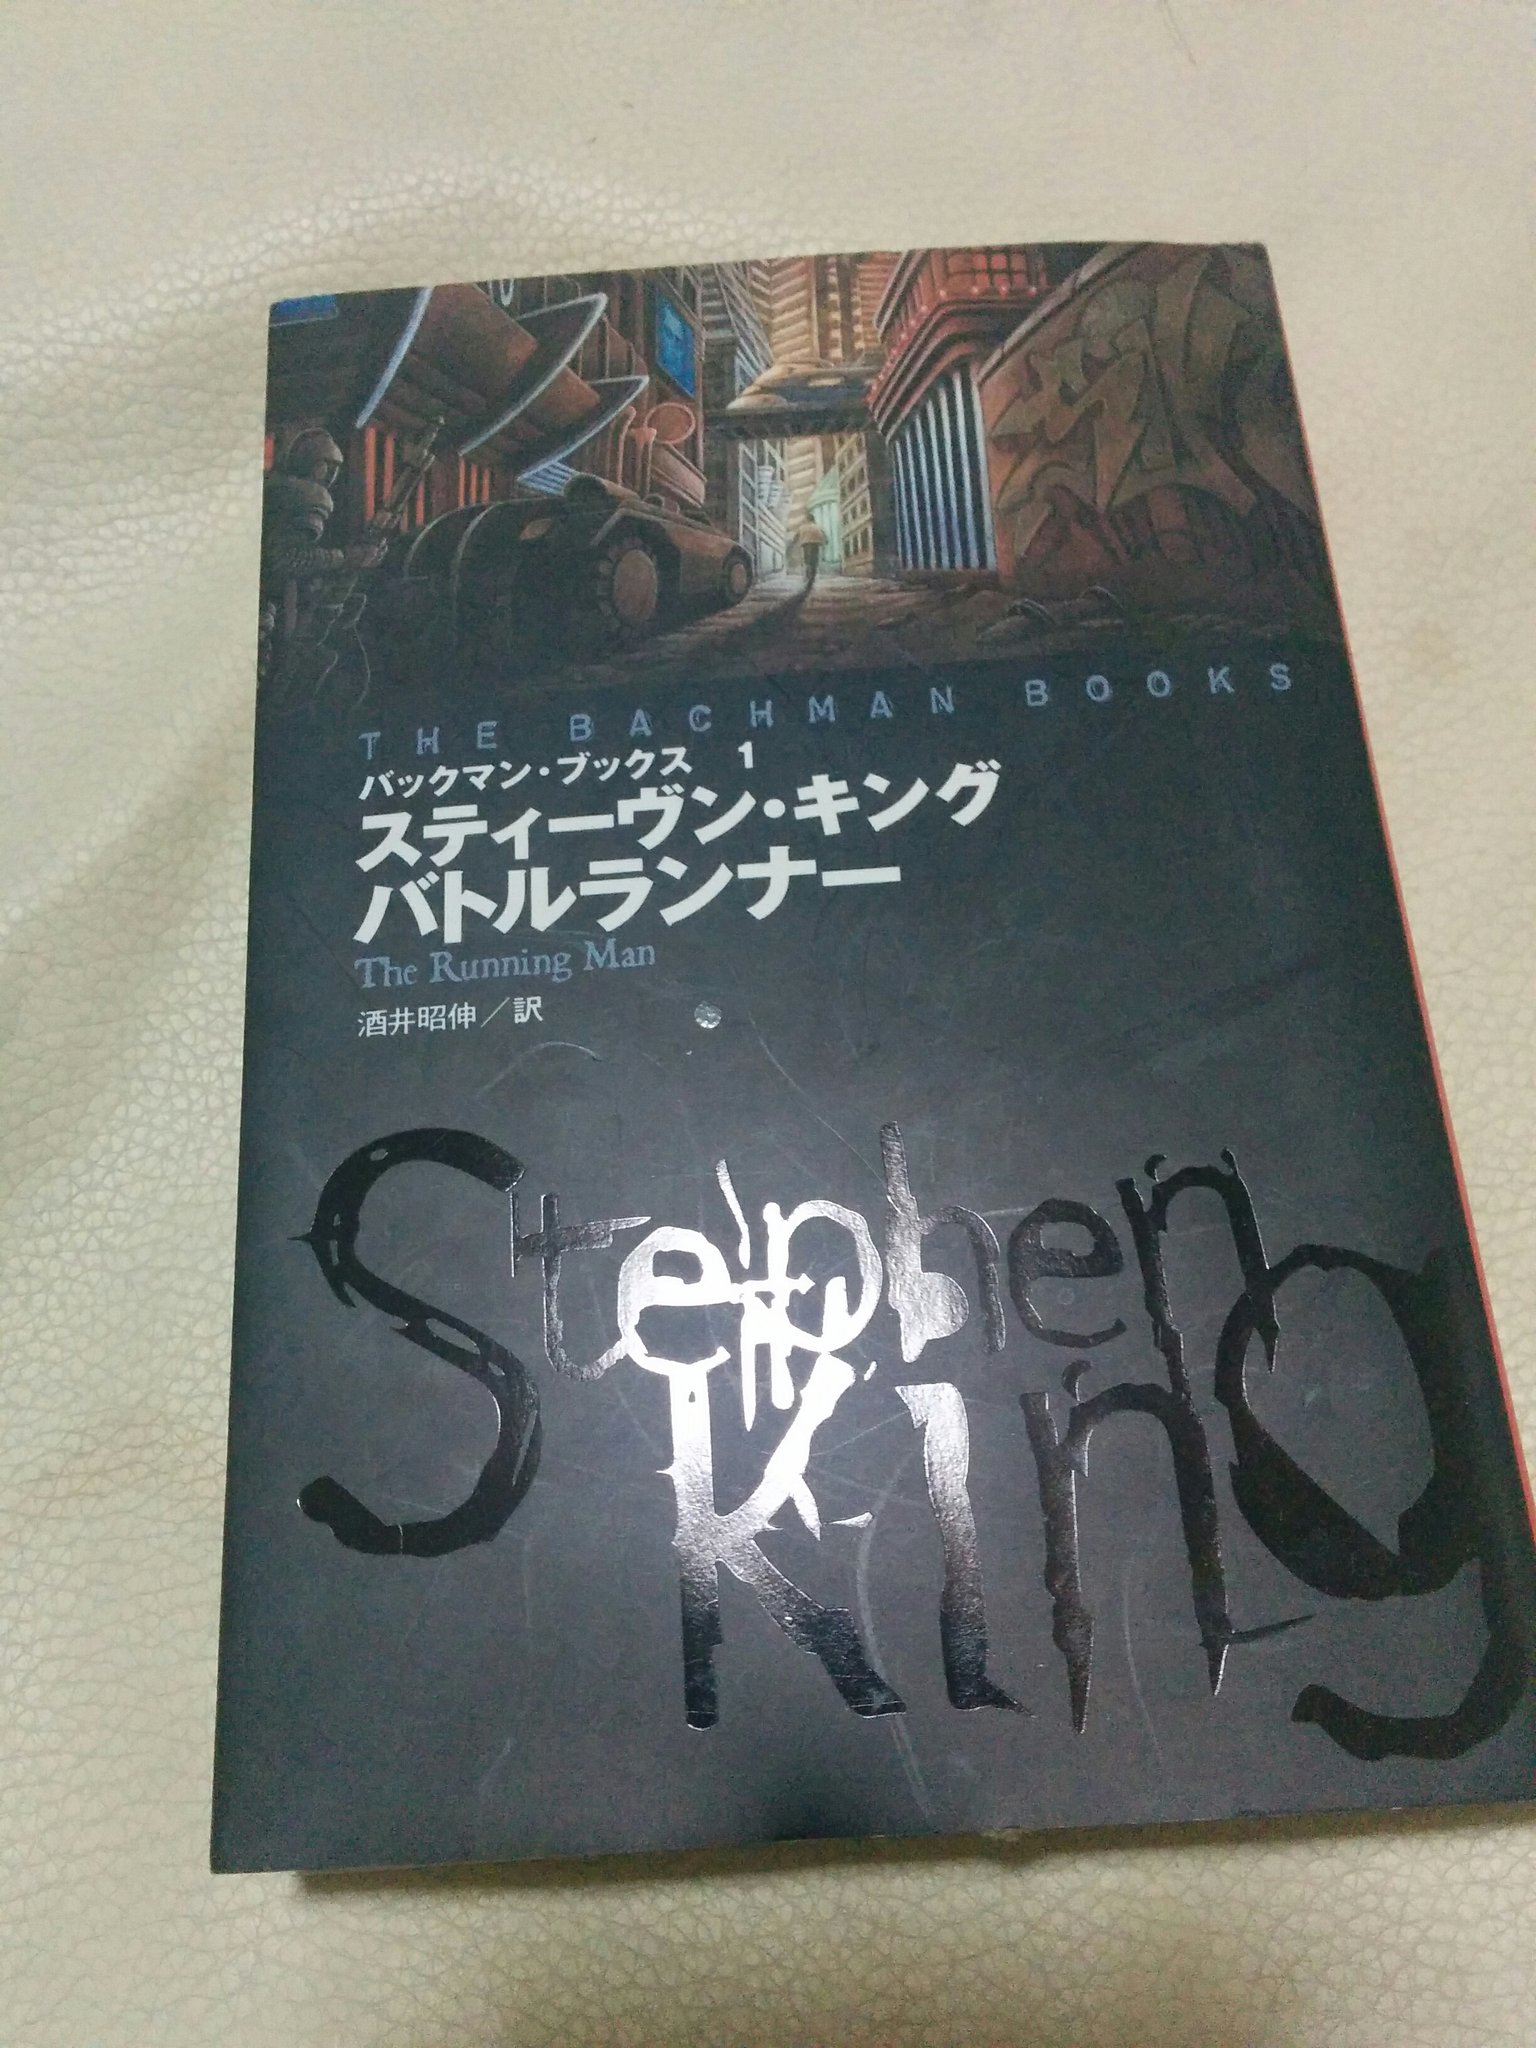 THE BACHMAN BOOKS
バックマン・ブックス 1
スティーヴン・キング
バトルランナー
The Running Man
酒井昭伸／訳
Stephen
King